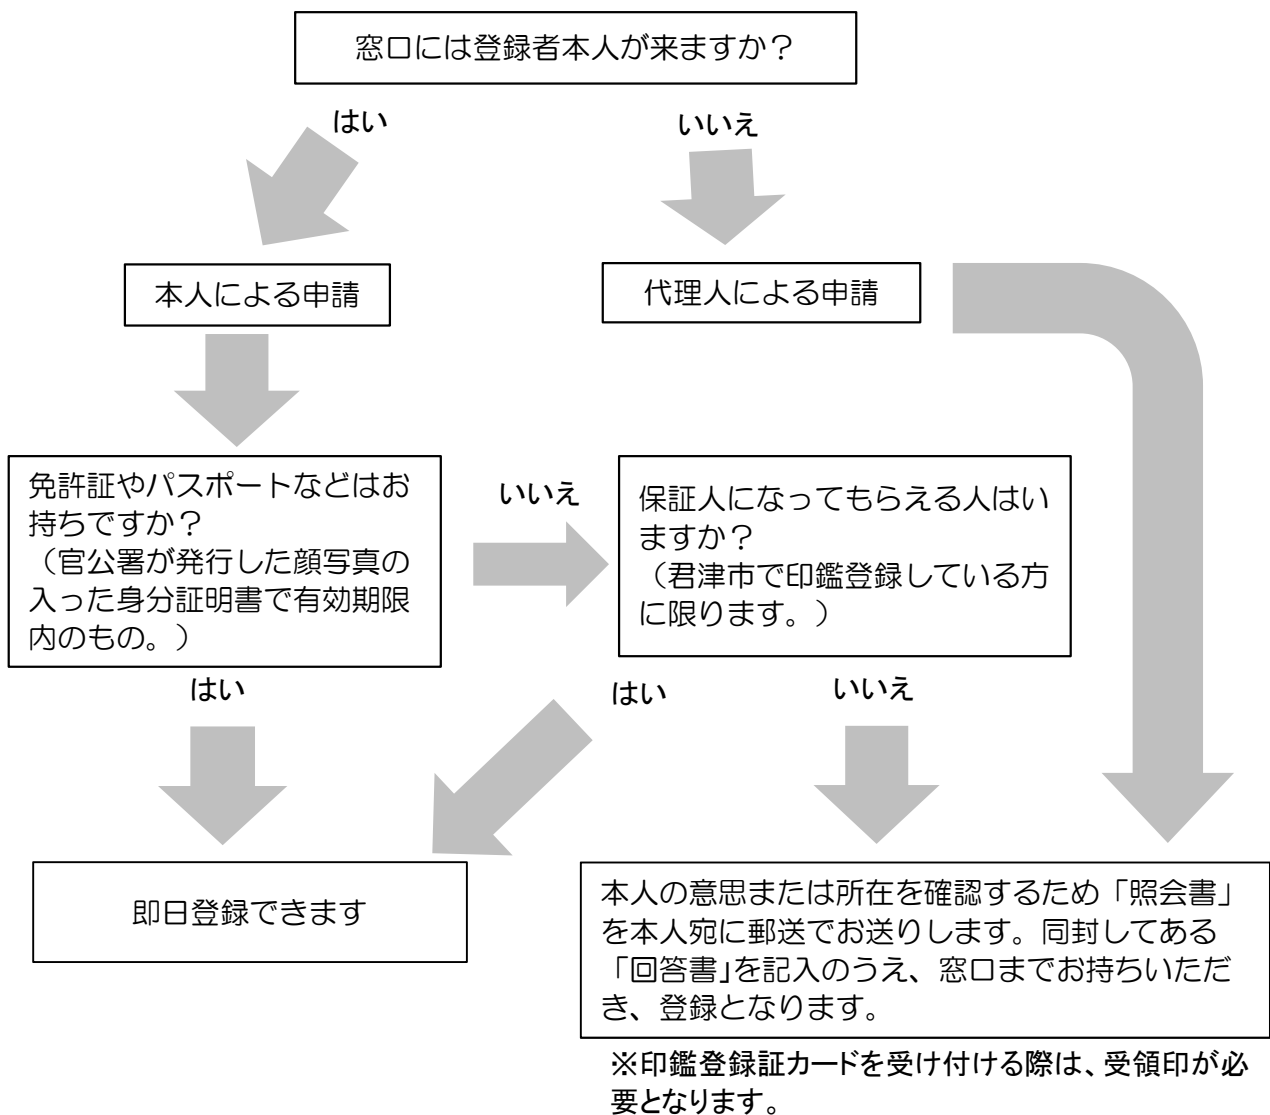 窓口には登録者本人が来ますか？
はい
いいえ
本人による申請
代理人による申請
免許証やパスポートなどはお
持ちですか？
（官公署が発行した顔写真の
入った身分証明書で有効期限
内のもの。）
いいえ
保証人になってもらえる人はい
ますか？
（君津市で印鑑登録している方
に限ります。）
はい
はい
いいえ
即日登録できます
本人の意思または所在を確認するため「照会書」
を本人宛に郵送でお送りします。同封してある
「回答書」を記入のうえ、窓口までお持ちいただ
き、登録となります。
※印鑑登録証カードを受け付ける際は、受領印が必
要となります。